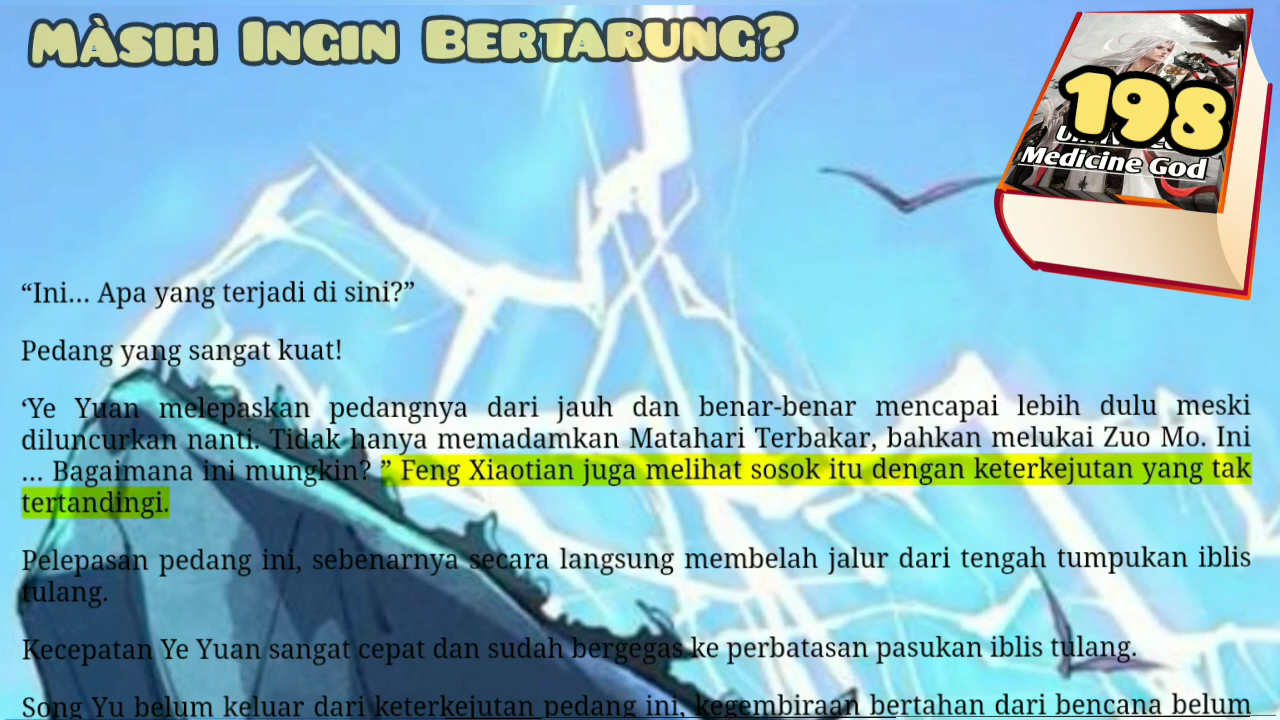 Màsih Ingin Bertarung?
198
Medicine God
“Ini... Apa yang terjadi di sini?”
Pedang yang sangat kuat!
‘Ye Yuan melepaskan pedangnya dari jauh dan benar-benar mencapai lebih dulu meski
diluncurkan nanti. Tidak hanya memadamkan Matahari Terbakar, bahkan melukai Zuo Mo. Ini
... Bagaimana ini mungkin? ” Feng Xiaotian juga melihat sosok itu dengan keterkejutan yang tak
tertandingi.
Pelepasan pedang ini, sebenarnya secara langsung membelah jalur dari tengah tumpukan iblis
tulang.
Kecepatan Ye Yuan sangat cepat dan sudah bergegas ke perbatasan pasukan iblis tulang.
Song Yu belum keluar dari keterkejutan pedang ini, kegembiraan bertahan dari bencana belum